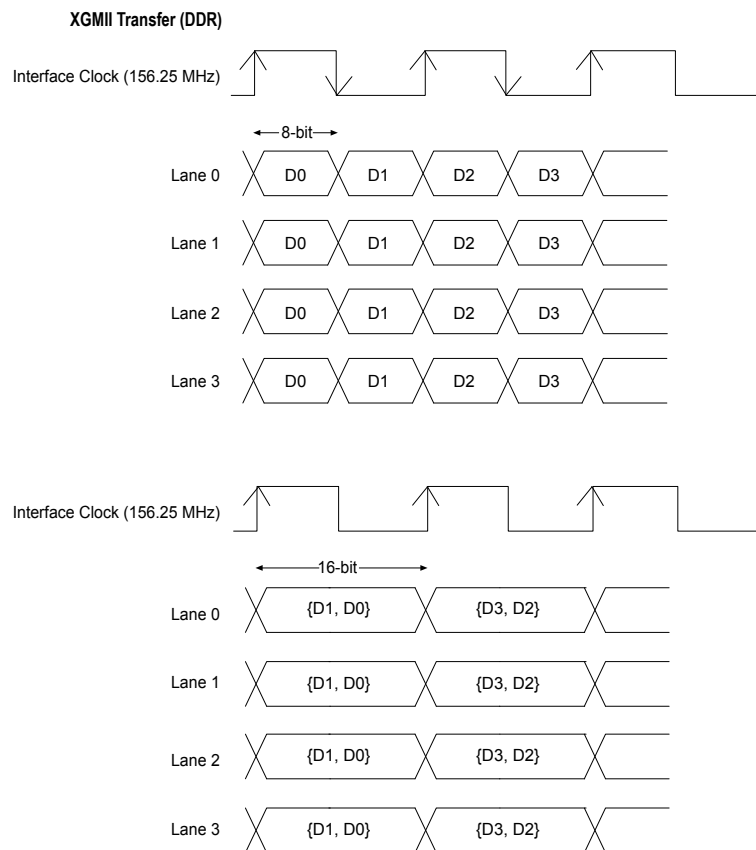 XGMII Transfer (DDR)
Interface Clock (156.25 MHz)
8-bit
Lane 0 D0 D1 D2 D3
Lane 1 D0 D1 D2 D3
Lane 2 D0 D1 D2 D3
Lane 3 D0 D1 D2 D3
Interface Clock (156.25 MHz)
16-bit
Lane 0 {D1, D0} {D3, D2}
Lane 1 {D1, D0} {D3, D2}
Lane 2 {D1, D0} {D3, D2}
Lane 3 {D1, D0} {D3, D2}